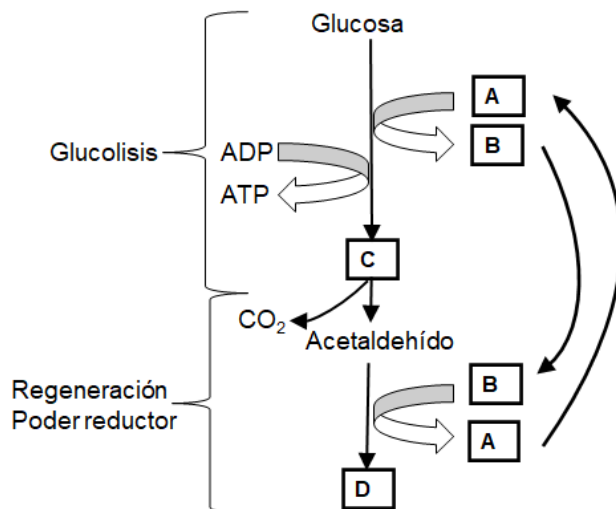 Glucosa
A
B
Glucolisis
ADP
ATP
C
CO2
Acetaldehído
Regeneración
Poder reductor
B
A
D